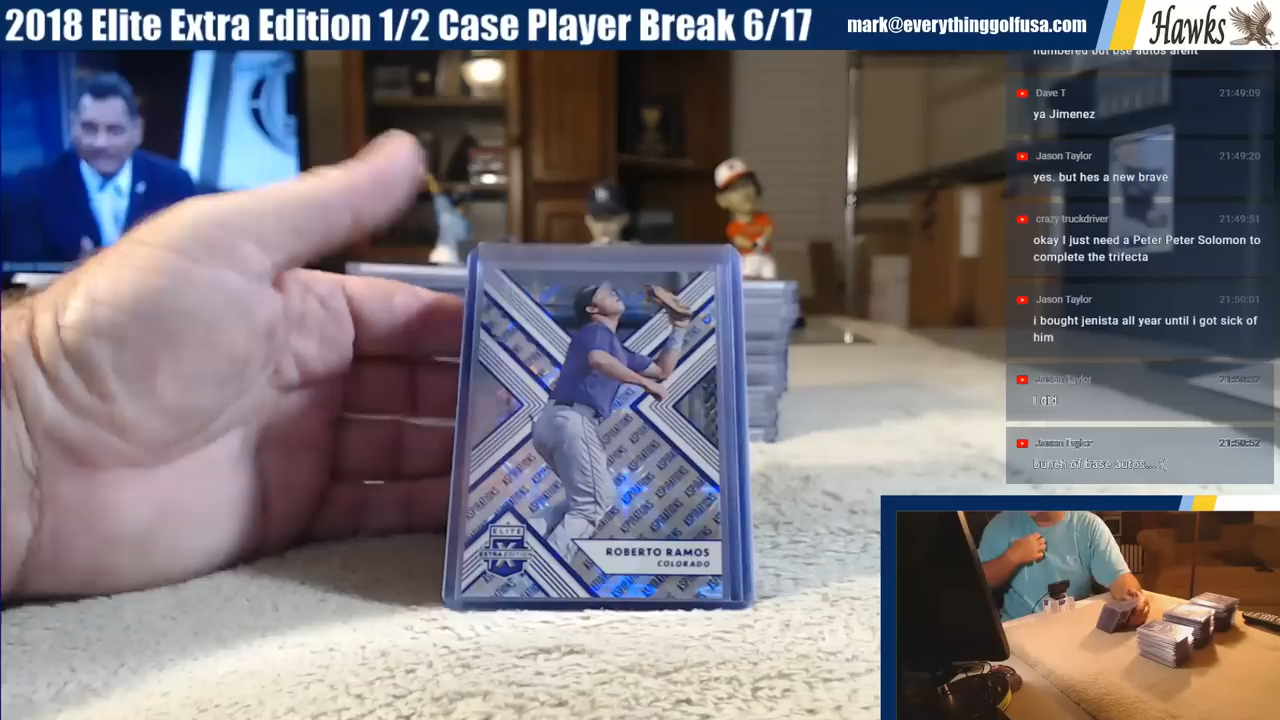 2018 Elite Extra Edition 1/2 Case Player Break 6/17
mark@everythinggolfusa.com
Hawks
numbered but bse autos arent
Dave T 21:49:09
ya Jimenez
Jason Taylor 21:49:20
yes. but hes a new brave
crazy truckdriver 21:49:51
okay I just need a Peter Peter Solomon to
complete the trifecta
Jason Taylor 21:50:01
i bought jenista all year until i got sick of
him
Jason Taylor
I did
Jason Taylor 21:50:52
bunch of base autos... :(
ASPIRATIONS
ELITE
X
EXTRA EDITION
ROBERTO RAMOS
COLORADO